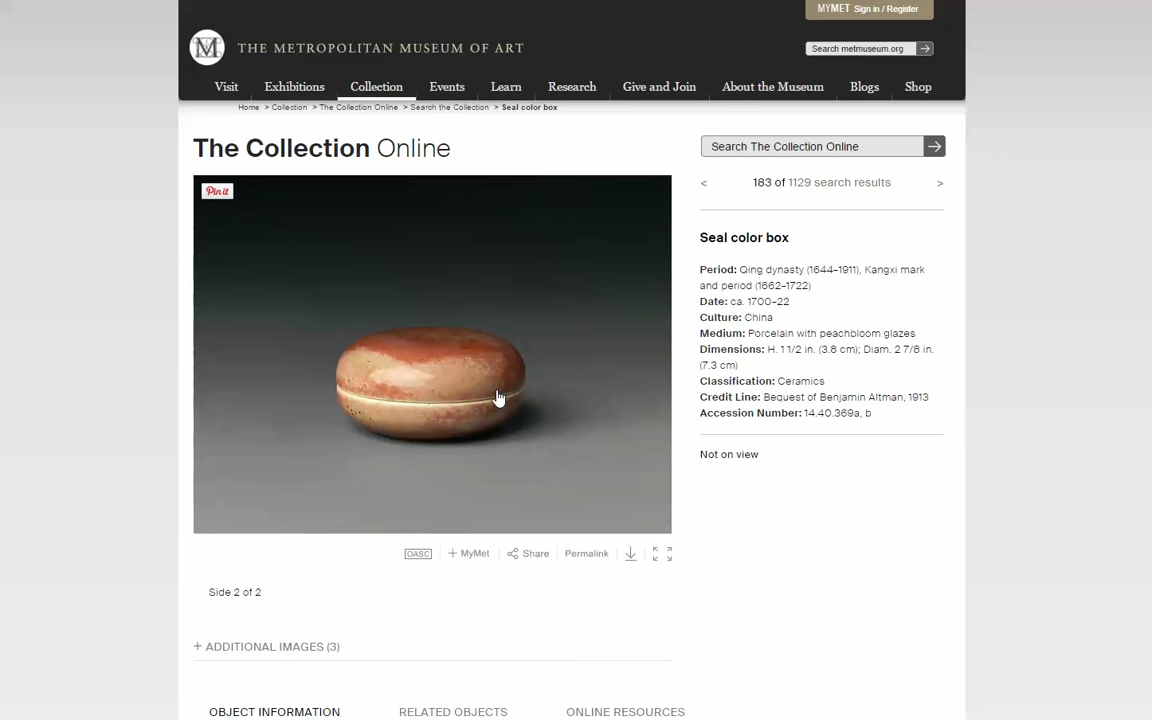 MYMET Sign in / Register
M
THE METROPOLITAN MUSEUM OF ART
Search metmuseum.org
Visit Exhibitions Collection Events Learn Research Give and Join About the Museum Blogs Shop
Home > Collection > The Collection Online > Search the Collection > Seal color box
The Collection Online
Search The Collection Online
Pin it
< 183 of 1129 search results >
Seal color box
Period: Qing dynasty (1644–1911), Kangxi mark
and period (1662–1722)
Date: ca. 1700–22
Culture: China
Medium: Porcelain with peachbloom glazes
Dimensions: H. 1 1/2 in. (3.8 cm); Diam. 2 7/8 in.
(7.3 cm)
Classification: Ceramics
Credit Line: Bequest of Benjamin Altman, 1913
Accession Number: 14.40.369a, b
Not on view
OASC + MyMet Share Permalink
Side 2 of 2
+ ADDITIONAL IMAGES (3)
OBJECT INFORMATION RELATED OBJECTS ONLINE RESOURCES